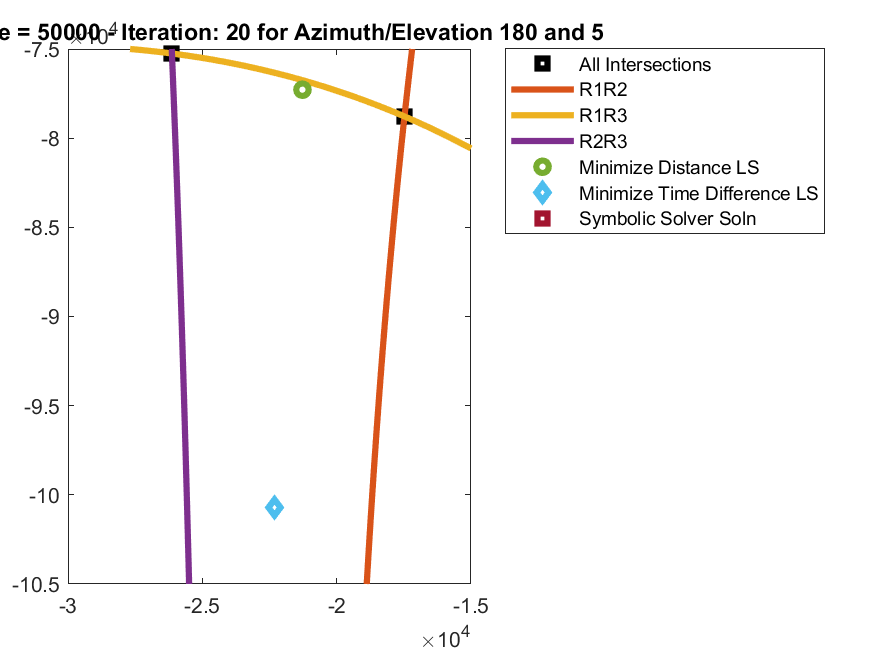 e = 50000 - Iteration: 20 for Azimuth/Elevation 180 and 5
×10^4
-7.5
-8
-8.5
-9
-9.5
-10
-10.5
-3
-2.5
-2
-1.5
×10^4
All Intersections
R1R2
R1R3
R2R3
Minimize Distance LS
Minimize Time Difference LS
Symbolic Solver Soln